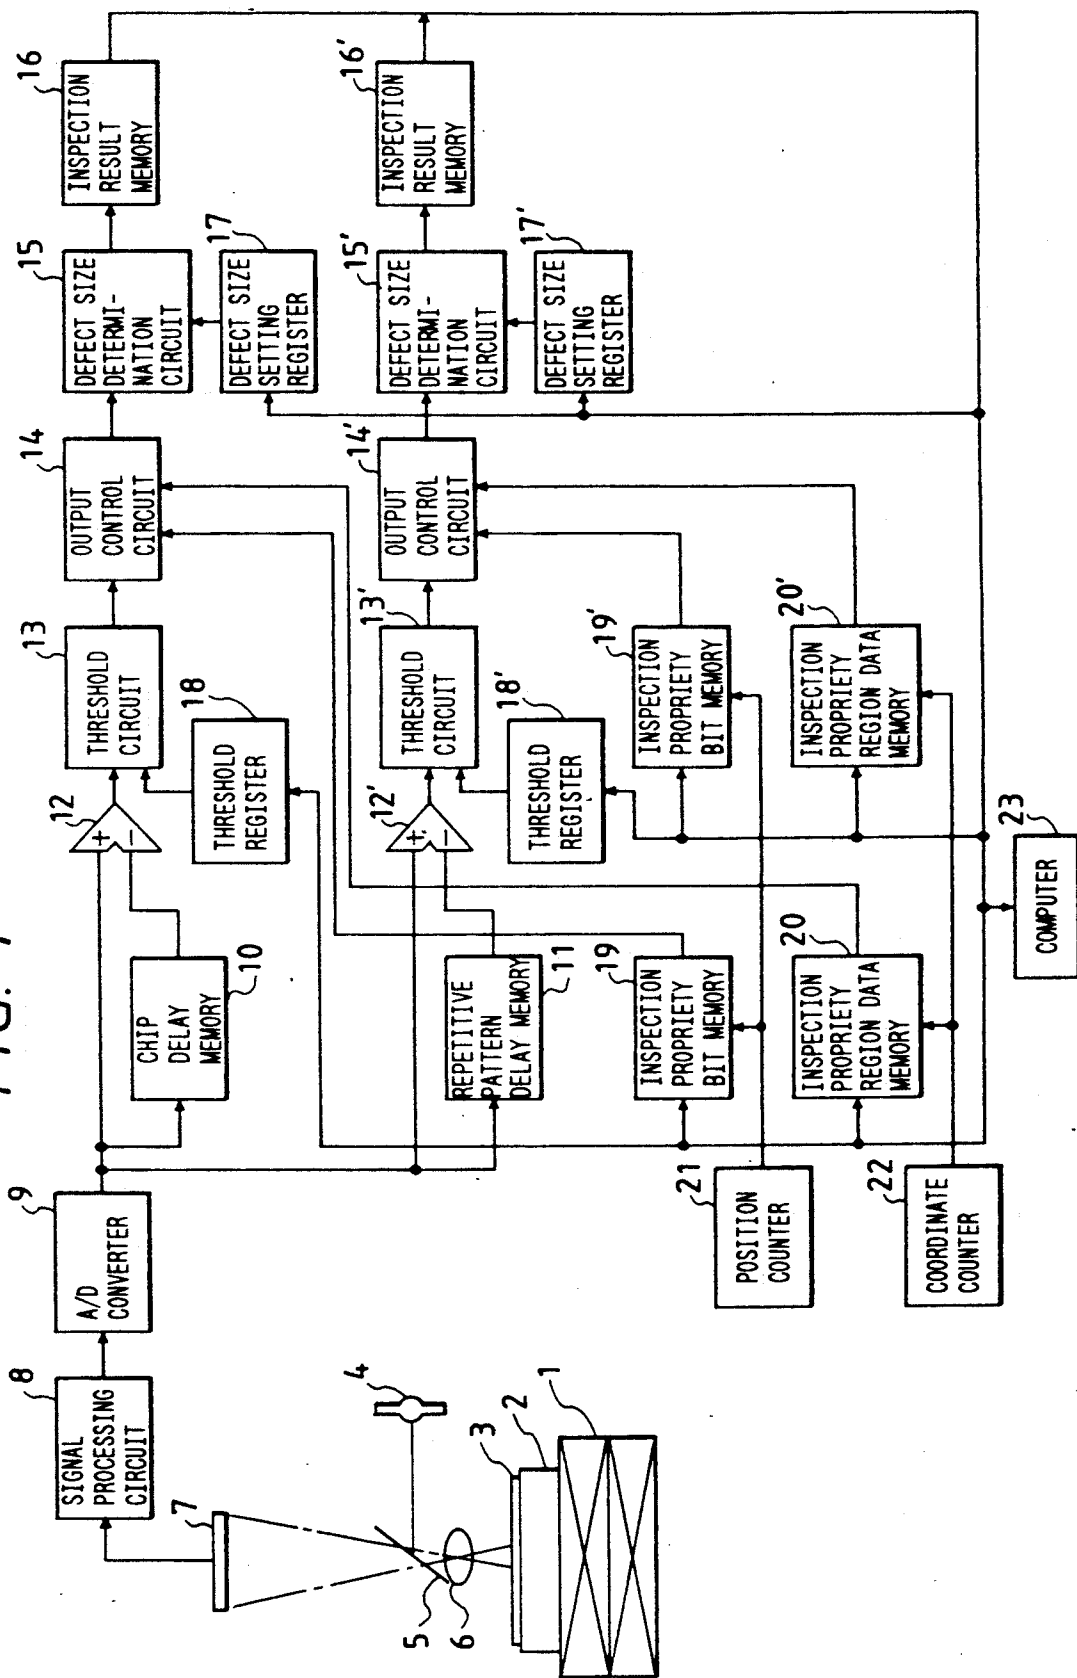 FIG. 1
8
SIGNAL
PROCESSING
CIRCUIT
9
A/D
CONVERTER
7
4
5
6
3
2
1
CHIP
DELAY
MEMORY
10
12
+
−
13
THRESHOLD
CIRCUIT
18
THRESHOLD
REGISTER
14
OUTPUT
CONTROL
CIRCUIT
15
DEFECT SIZE
DETERMI-
NATION
CIRCUIT
17
DEFECT SIZE
SETTING
REGISTER
16
INSPECTION
RESULT
MEMORY
REPETITIVE
PATTERN
DELAY MEMORY
11
12'
+
−
13'
THRESHOLD
CIRCUIT
18'
THRESHOLD
REGISTER
14'
OUTPUT
CONTROL
CIRCUIT
15'
DEFECT SIZE
DETERMI-
NATION
CIRCUIT
17'
DEFECT SIZE
SETTING
REGISTER
16'
INSPECTION
RESULT
MEMORY
19
INSPECTION
PROPRIETY
BIT MEMORY
19'
INSPECTION
PROPRIETY
BIT MEMORY
20
INSPECTION
PROPRIETY
REGION DATA
MEMORY
20'
INSPECTION
PROPRIETY
REGION DATA
MEMORY
21
POSITION
COUNTER
22
COORDINATE
COUNTER
23
COMPUTER